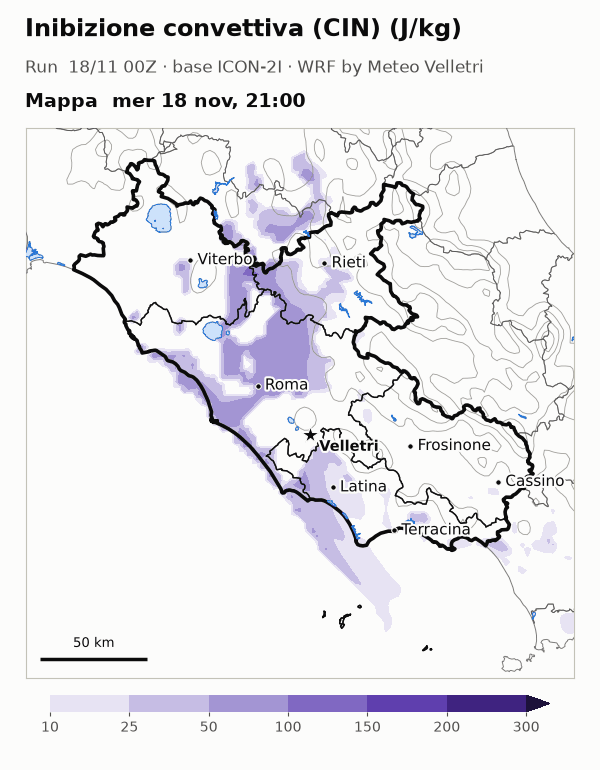 Inibizione convettiva (CIN) (J/kg)
Run  18/11 00Z · base ICON-2I · WRF by Meteo Velletri
Mappa  mer 18 nov, 21:00
Viterbo
Rieti
Roma
Velletri
Frosinone
Latina
Cassino
Terracina
50 km
10 25 50 100 150 200 300